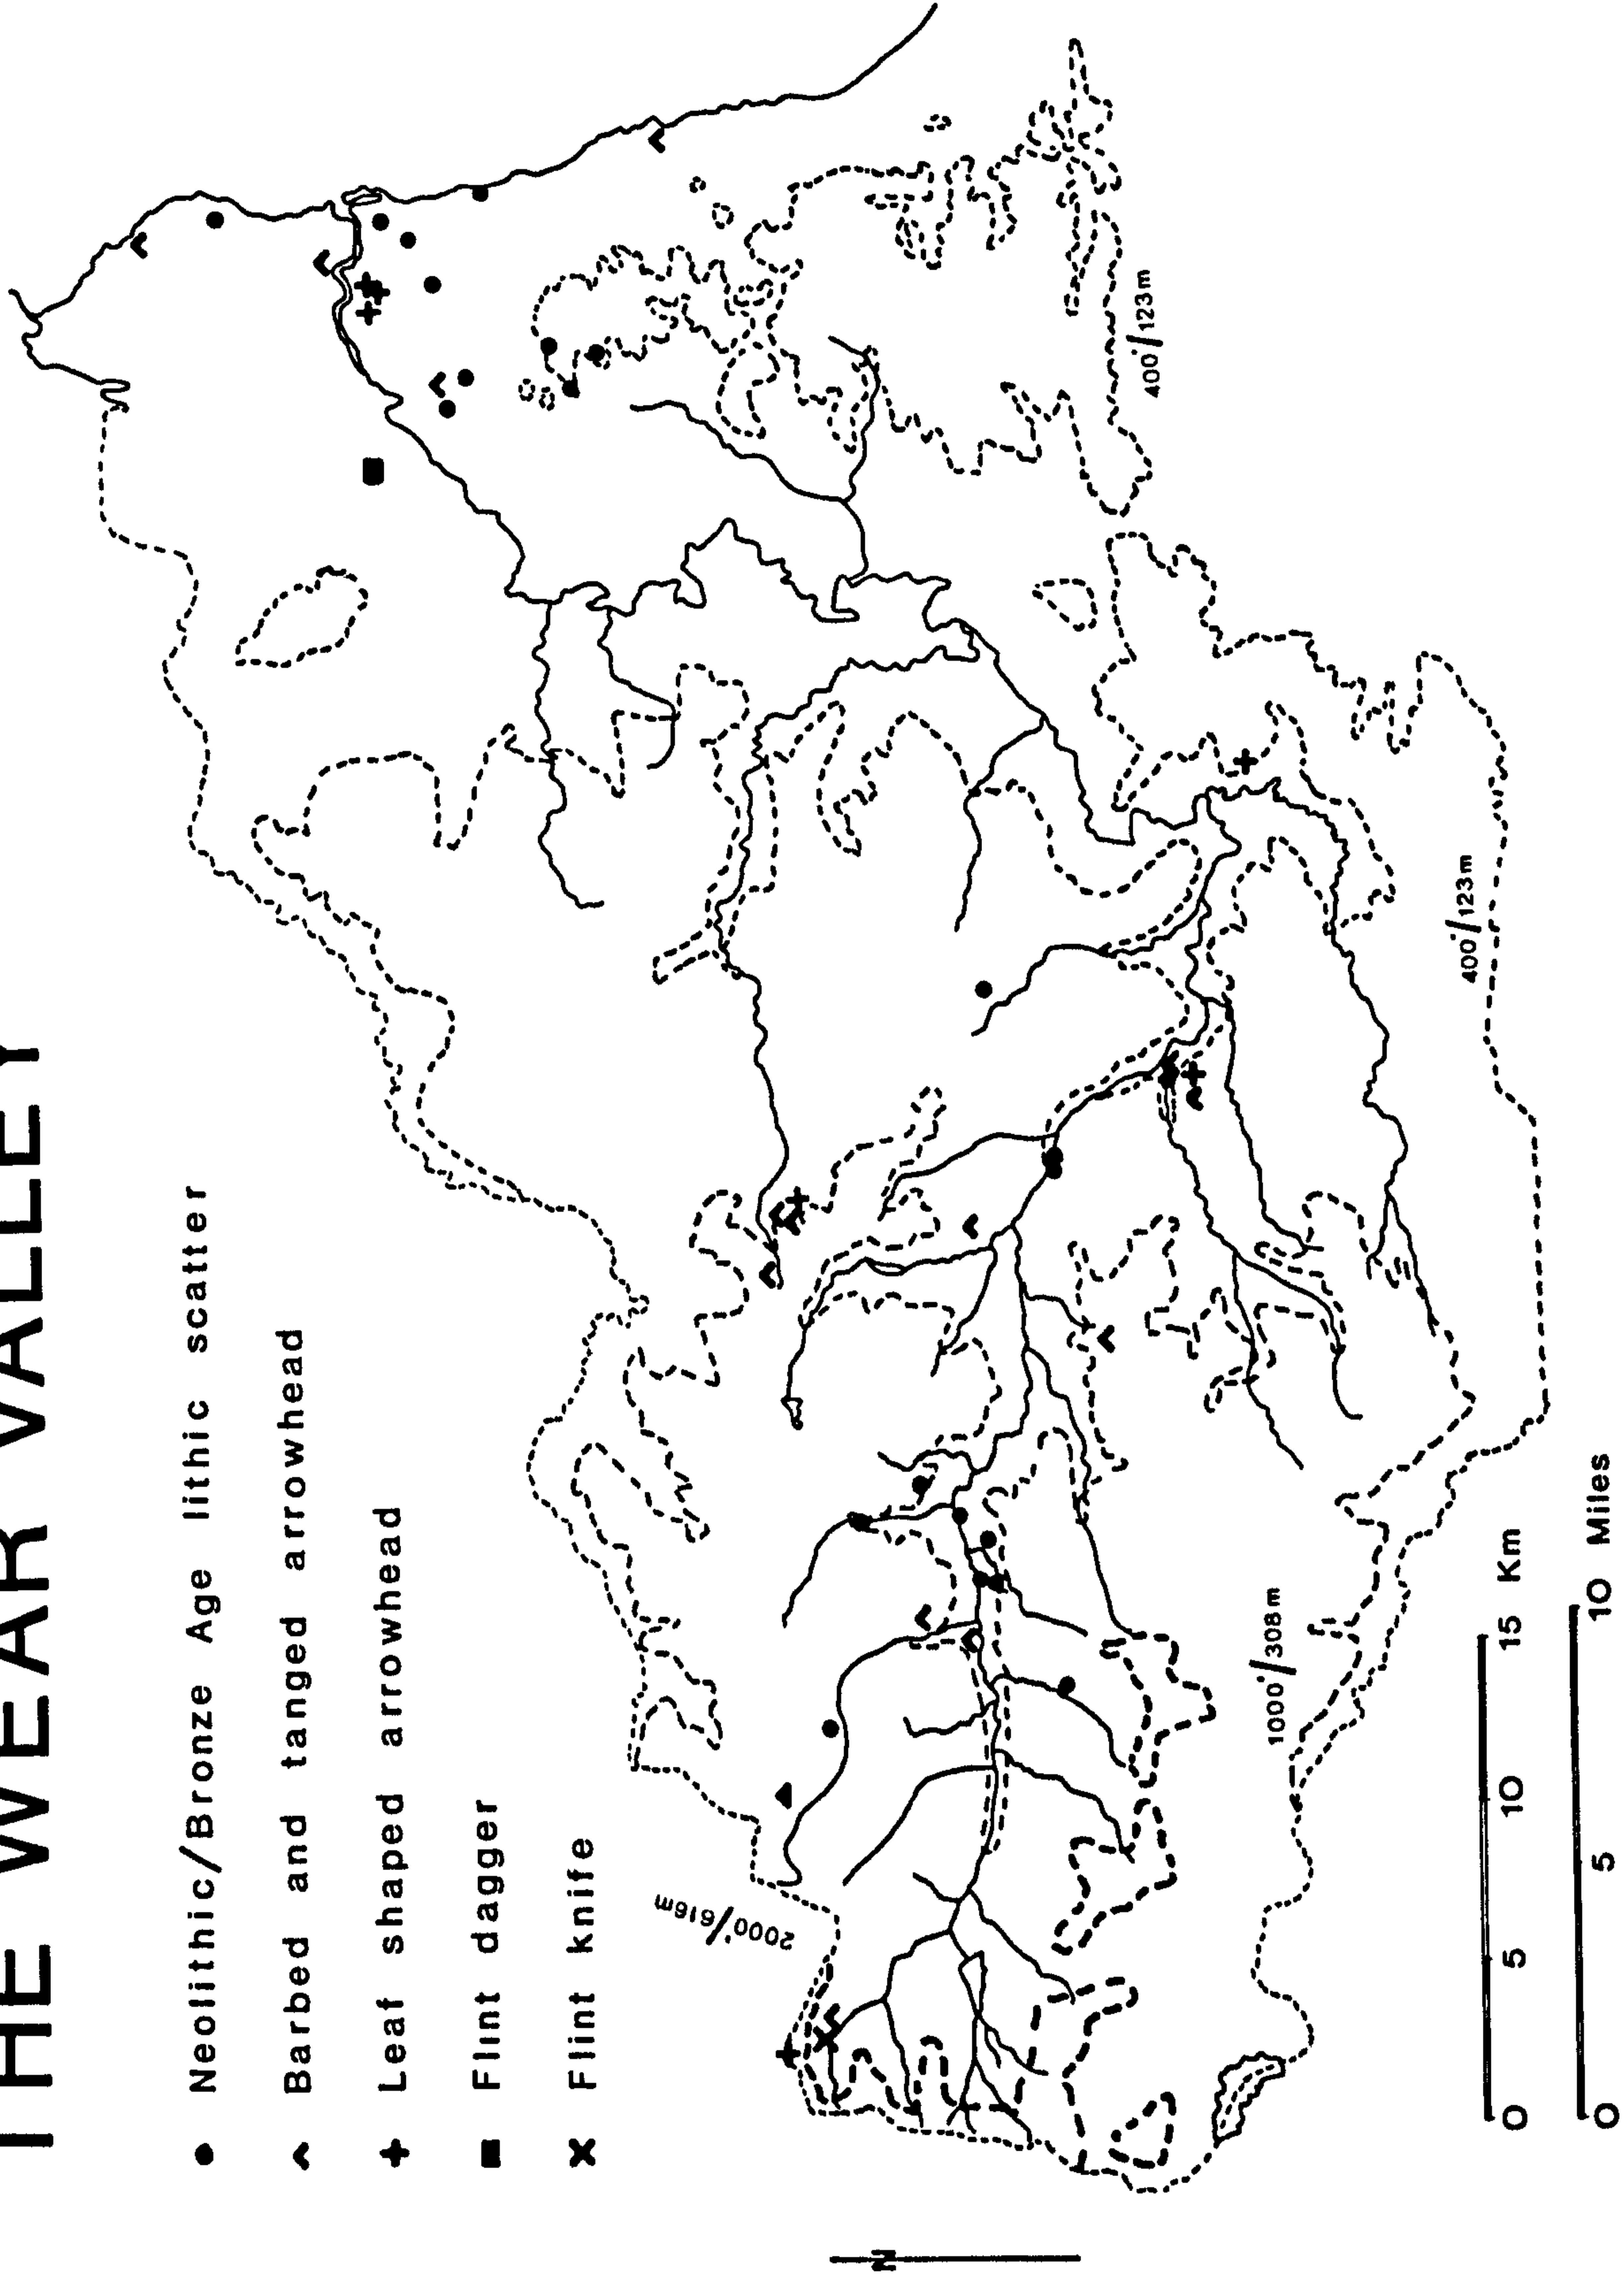 THE WEAR VALLEY
Neolithic/Bronze Age lithic scatter
Barbed and tanged arrowhead
Leaf shaped arrowhead
Flint dagger
Flint knife
2000'/616m
1000'/308m
400'/123m
400'/123m
N
0 5 10 15 Km
0 5 10 Miles